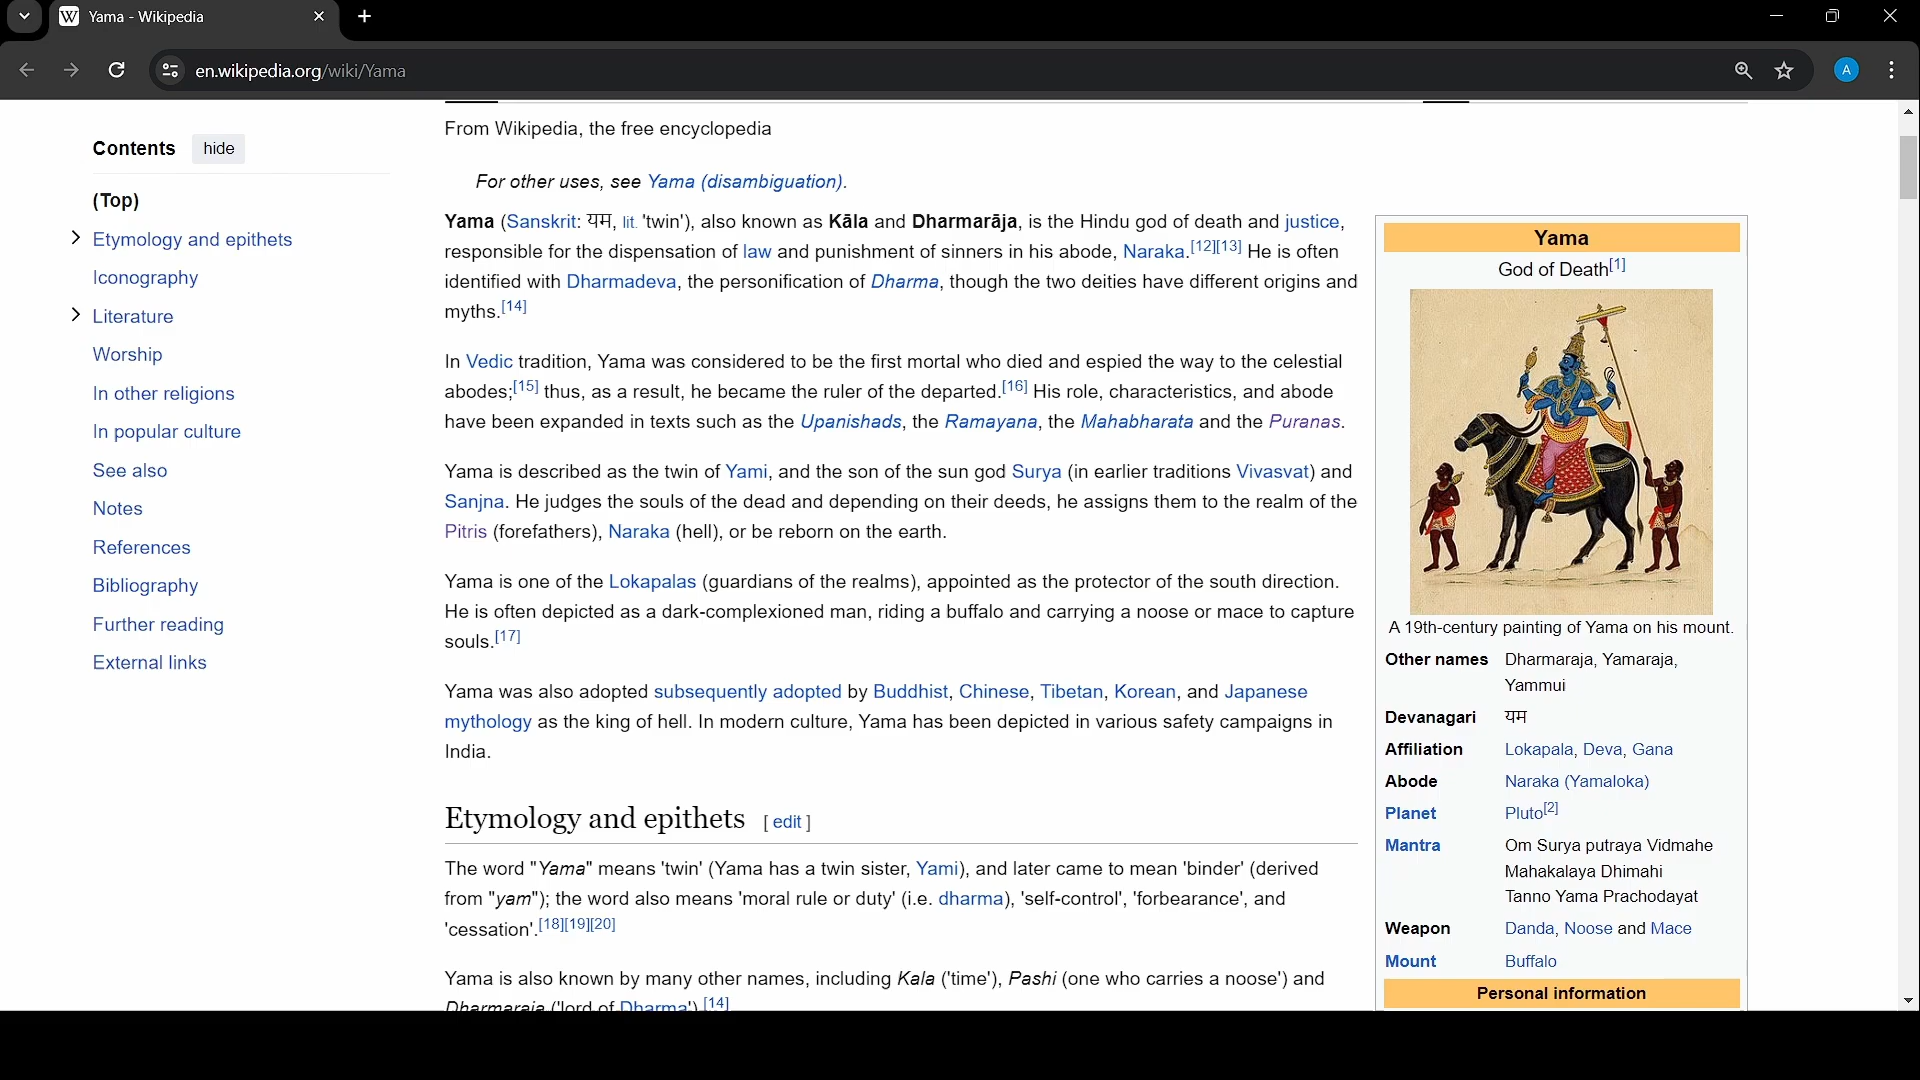 Yama - Wikipedia
en.wikipedia.org/wiki/Yama
A
Contents hide
(Top)
Etymology and epithets
Iconography
Literature
Worship
In other religions
In popular culture
See also
Notes
References
Bibliography
Further reading
External links
From Wikipedia, the free encyclopedia
For other uses, see Yama (disambiguation).
Yama (Sanskrit: यम, lit. 'twin'), also known as Kāla and Dharmarāja, is the Hindu god of death and justice,
responsible for the dispensation of law and punishment of sinners in his abode, Naraka.[12][13] He is often
identified with Dharmadeva, the personification of Dharma, though the two deities have different origins and
myths.[14]
In Vedic tradition, Yama was considered to be the first mortal who died and espied the way to the celestial
abodes;[15] thus, as a result, he became the ruler of the departed.[16] His role, characteristics, and abode
have been expanded in texts such as the Upanishads, the Ramayana, the Mahabharata and the Puranas.
Yama is described as the twin of Yami, and the son of the sun god Surya (in earlier traditions Vivasvat) and
Sanjna. He judges the souls of the dead and depending on their deeds, he assigns them to the realm of the
Pitris (forefathers), Naraka (hell), or be reborn on the earth.
Yama is one of the Lokapalas (guardians of the realms), appointed as the protector of the south direction.
He is often depicted as a dark-complexioned man, riding a buffalo and carrying a noose or mace to capture
souls.[17]
Yama was also adopted subsequently adopted by Buddhist, Chinese, Tibetan, Korean, and Japanese
mythology as the king of hell. In modern culture, Yama has been depicted in various safety campaigns in
India.
Etymology and epithets [ edit ]
The word "Yama" means 'twin' (Yama has a twin sister, Yami), and later came to mean 'binder' (derived
from "yam"); the word also means 'moral rule or duty' (i.e. dharma), 'self-control', 'forbearance', and
'cessation'.[18][19][20]
Yama is also known by many other names, including Kala ('time'), Pashi (one who carries a noose') and
Dharmaraja ('lord of Dharma').[14]
Yama
God of Death[1]
A 19th-century painting of Yama on his mount.
Other names Dharmaraja, Yamaraja,
Yammui
Devanagari यम
Affiliation Lokapala, Deva, Gana
Abode Naraka (Yamaloka)
Planet Pluto[2]
Mantra Om Surya putraya Vidmahe
Mahakalaya Dhimahi
Tanno Yama Prachodayat
Weapon Danda, Noose and Mace
Mount Buffalo
Personal information